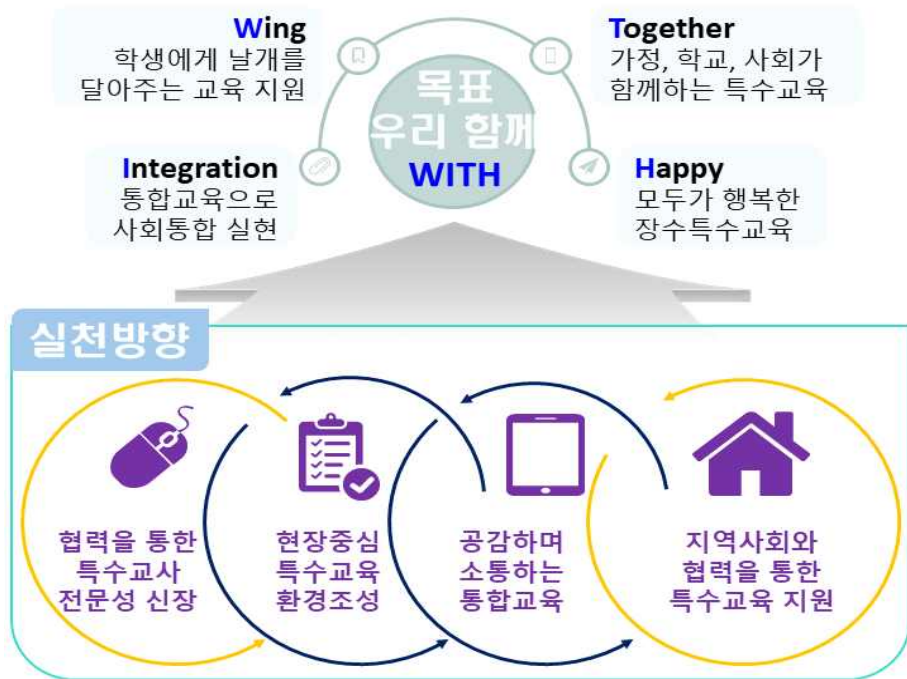 Wing
학생에게 날개를
달아주는 교육 지원
Together
가정, 학교, 사회가
함께하는 특수교육
목표
우리 함께
WITH
Integration
통합교육으로
사회통합 실현
Happy
모두가 행복한
장수특수교육
실천방향
협력을 통한
특수교사
전문성 신장
현장중심
특수교육
환경조성
공감하며
소통하는
통합교육
지역사회와
협력을 통한
특수교육 지원